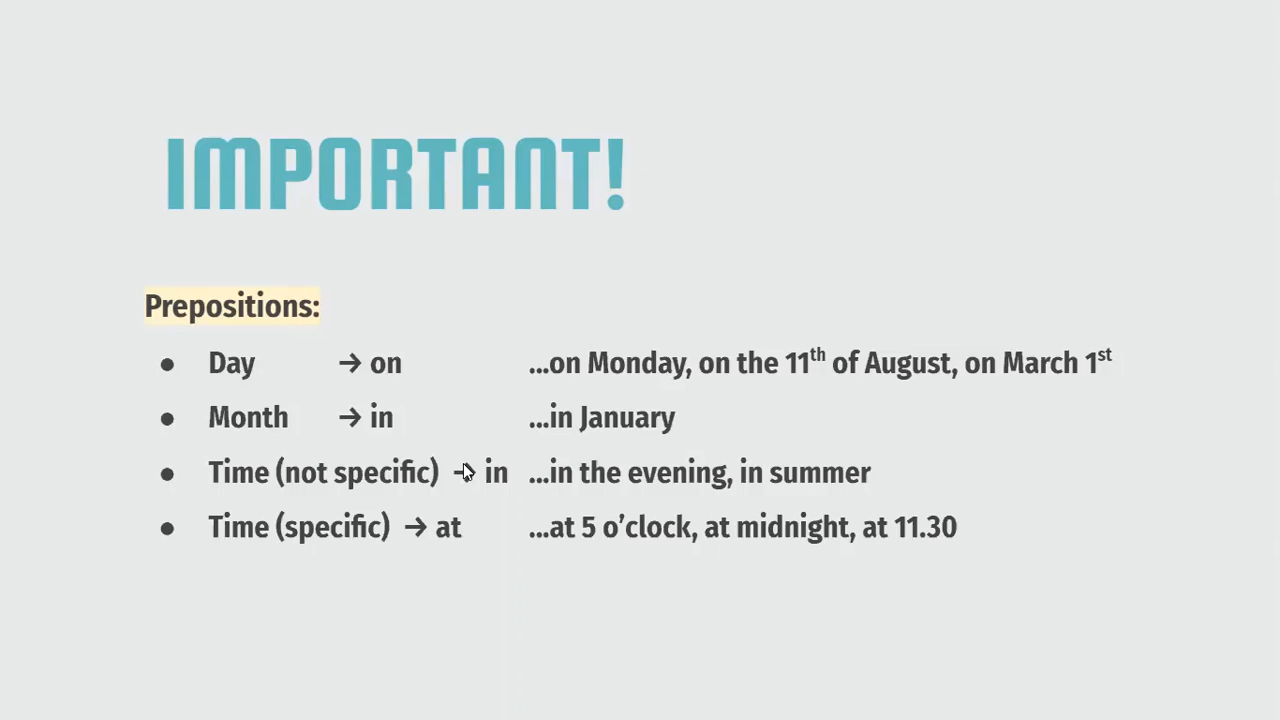 IMPORTANT!
Prepositions:
● Day → on ...on Monday, on the 11th of August, on March 1st
● Month → in ...in January
● Time (not specific) → in ...in the evening, in summer
● Time (specific) → at ...at 5 o’clock, at midnight, at 11.30